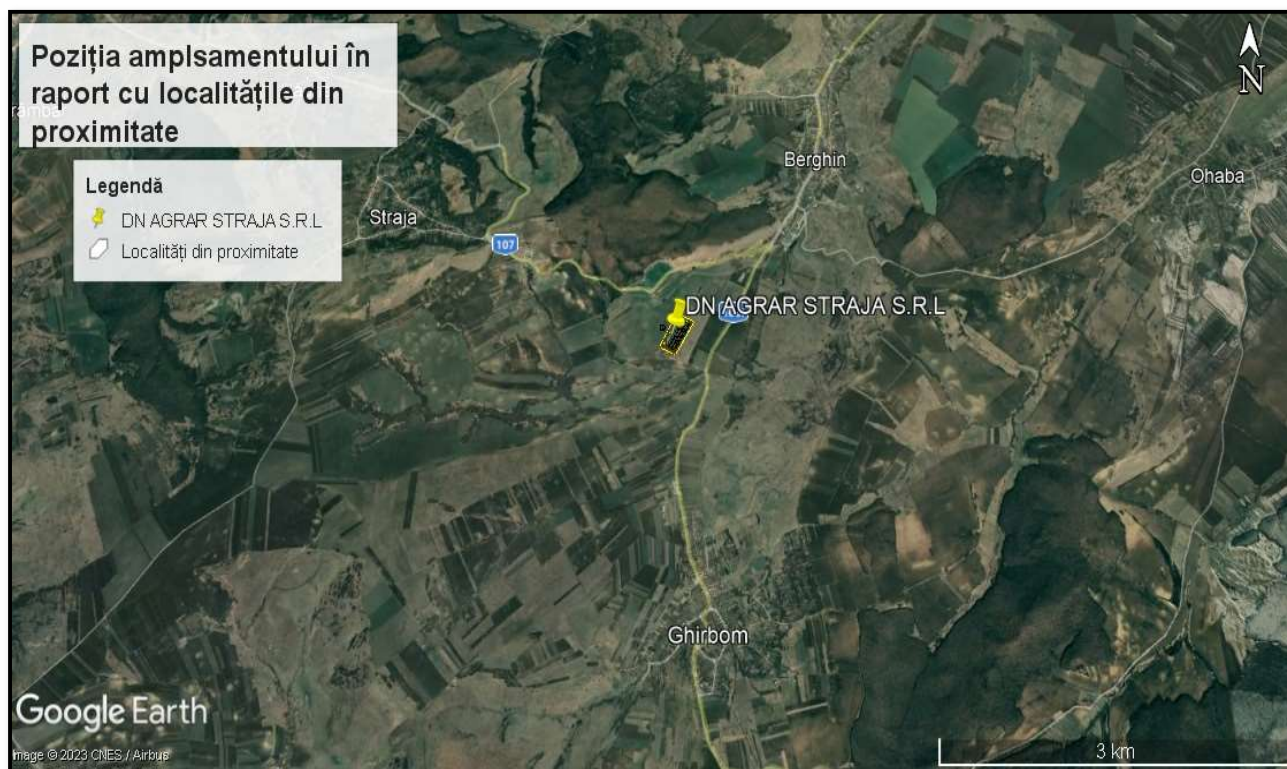 Poziția amplsamentului în
raport cu localitățile din
proximitate
Legendă
DN AGRAR STRAJA S.R.L
Localități din proximitate
Straja
107
Berghin
Ohaba
DN AGRAR STRAJA S.R.L
Ghirbom
N
Google Earth
Image © 2023 CNES / Airbus
3 km